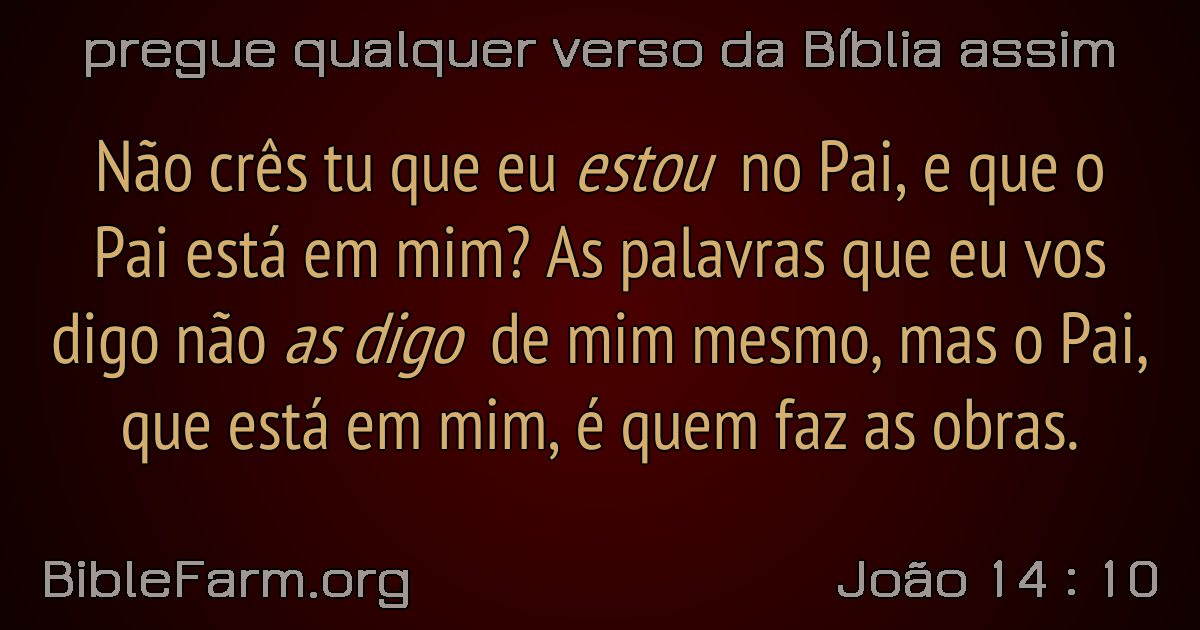 pregue qualquer verso da Bíblia assim
Não crês tu que eu estou no Pai, e que o
Pai está em mim? As palavras que eu vos
digo não as digo de mim mesmo, mas o Pai,
que está em mim, é quem faz as obras.
BibleFarm.org
João 14 : 10